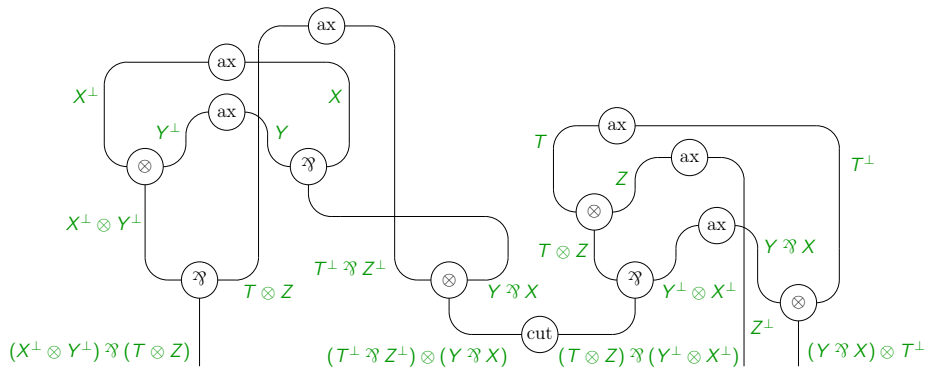 ax
ax
X⊥
X
ax
Y⊥
Y
ax
T
ax
T⊥
⊗
⅋
Z
⊗
X⊥ ⊗ Y⊥
ax
T ⊗ Z
Y ⅋ X
T⊥ ⅋ Z⊥
⅋
T ⊗ Z
⊗
Y ⅋ X
⅋
Y⊥ ⊗ X⊥
⊗
cut
Z⊥
(X⊥ ⊗ Y⊥) ⅋ (T ⊗ Z)
(T⊥ ⅋ Z⊥) ⊗ (Y ⅋ X)
(T ⊗ Z) ⅋ (Y⊥ ⊗ X⊥)
(Y ⅋ X) ⊗ T⊥